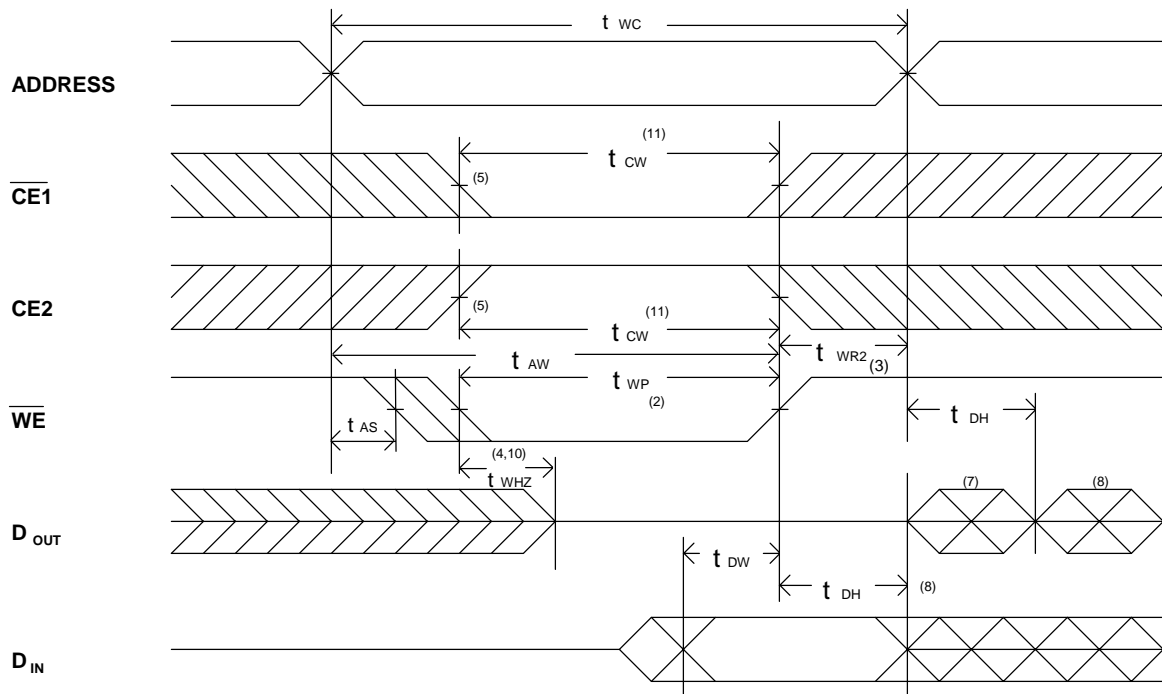 t WC
ADDRESS
(11)
t CW
CE1
(5)
CE2
(5)
(11)
t CW
t AW
t WR2
(3)
t WP
(2)
WE
t AS
t DH
(4,10)
t WHZ
(7)
(8)
D OUT
t DW
t DH
(8)
D IN